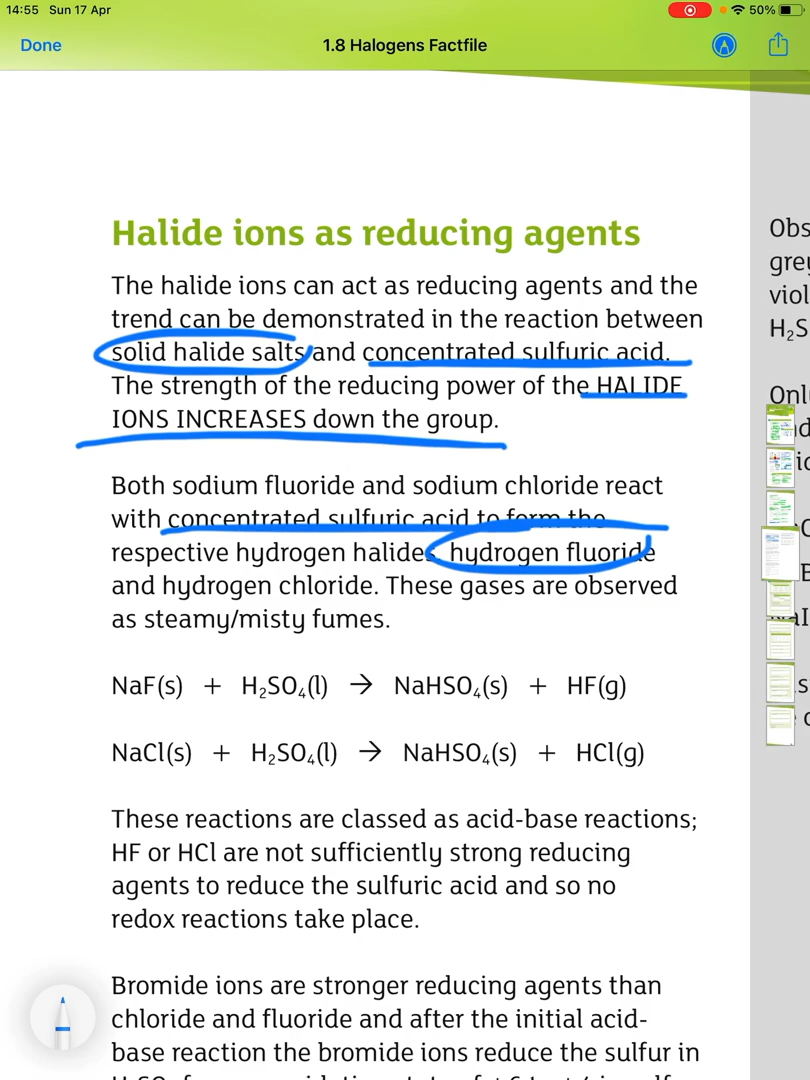 14:55 Sun 17 Apr
50%
Done
1.8 Halogens Factfile
Halide ions as reducing agents
The halide ions can act as reducing agents and the
trend can be demonstrated in the reaction between
solid halide salts and concentrated sulfuric acid.
The strength of the reducing power of the HALIDE
IONS INCREASES down the group.
Both sodium fluoride and sodium chloride react
with concentrated sulfuric acid to form the
respective hydrogen halides, hydrogen fluoride
and hydrogen chloride. These gases are observed
as steamy/misty fumes.
NaF(s) + H₂SO₄(l) → NaHSO₄(s) + HF(g)
NaCl(s) + H₂SO₄(l) → NaHSO₄(s) + HCl(g)
These reactions are classed as acid-base reactions;
HF or HCl are not sufficiently strong reducing
agents to reduce the sulfuric acid and so no
redox reactions take place.
Bromide ions are stronger reducing agents than
chloride and fluoride and after the initial acid-
base reaction the bromide ions reduce the sulfur in
Obs
grey
viol
H₂S
Onl